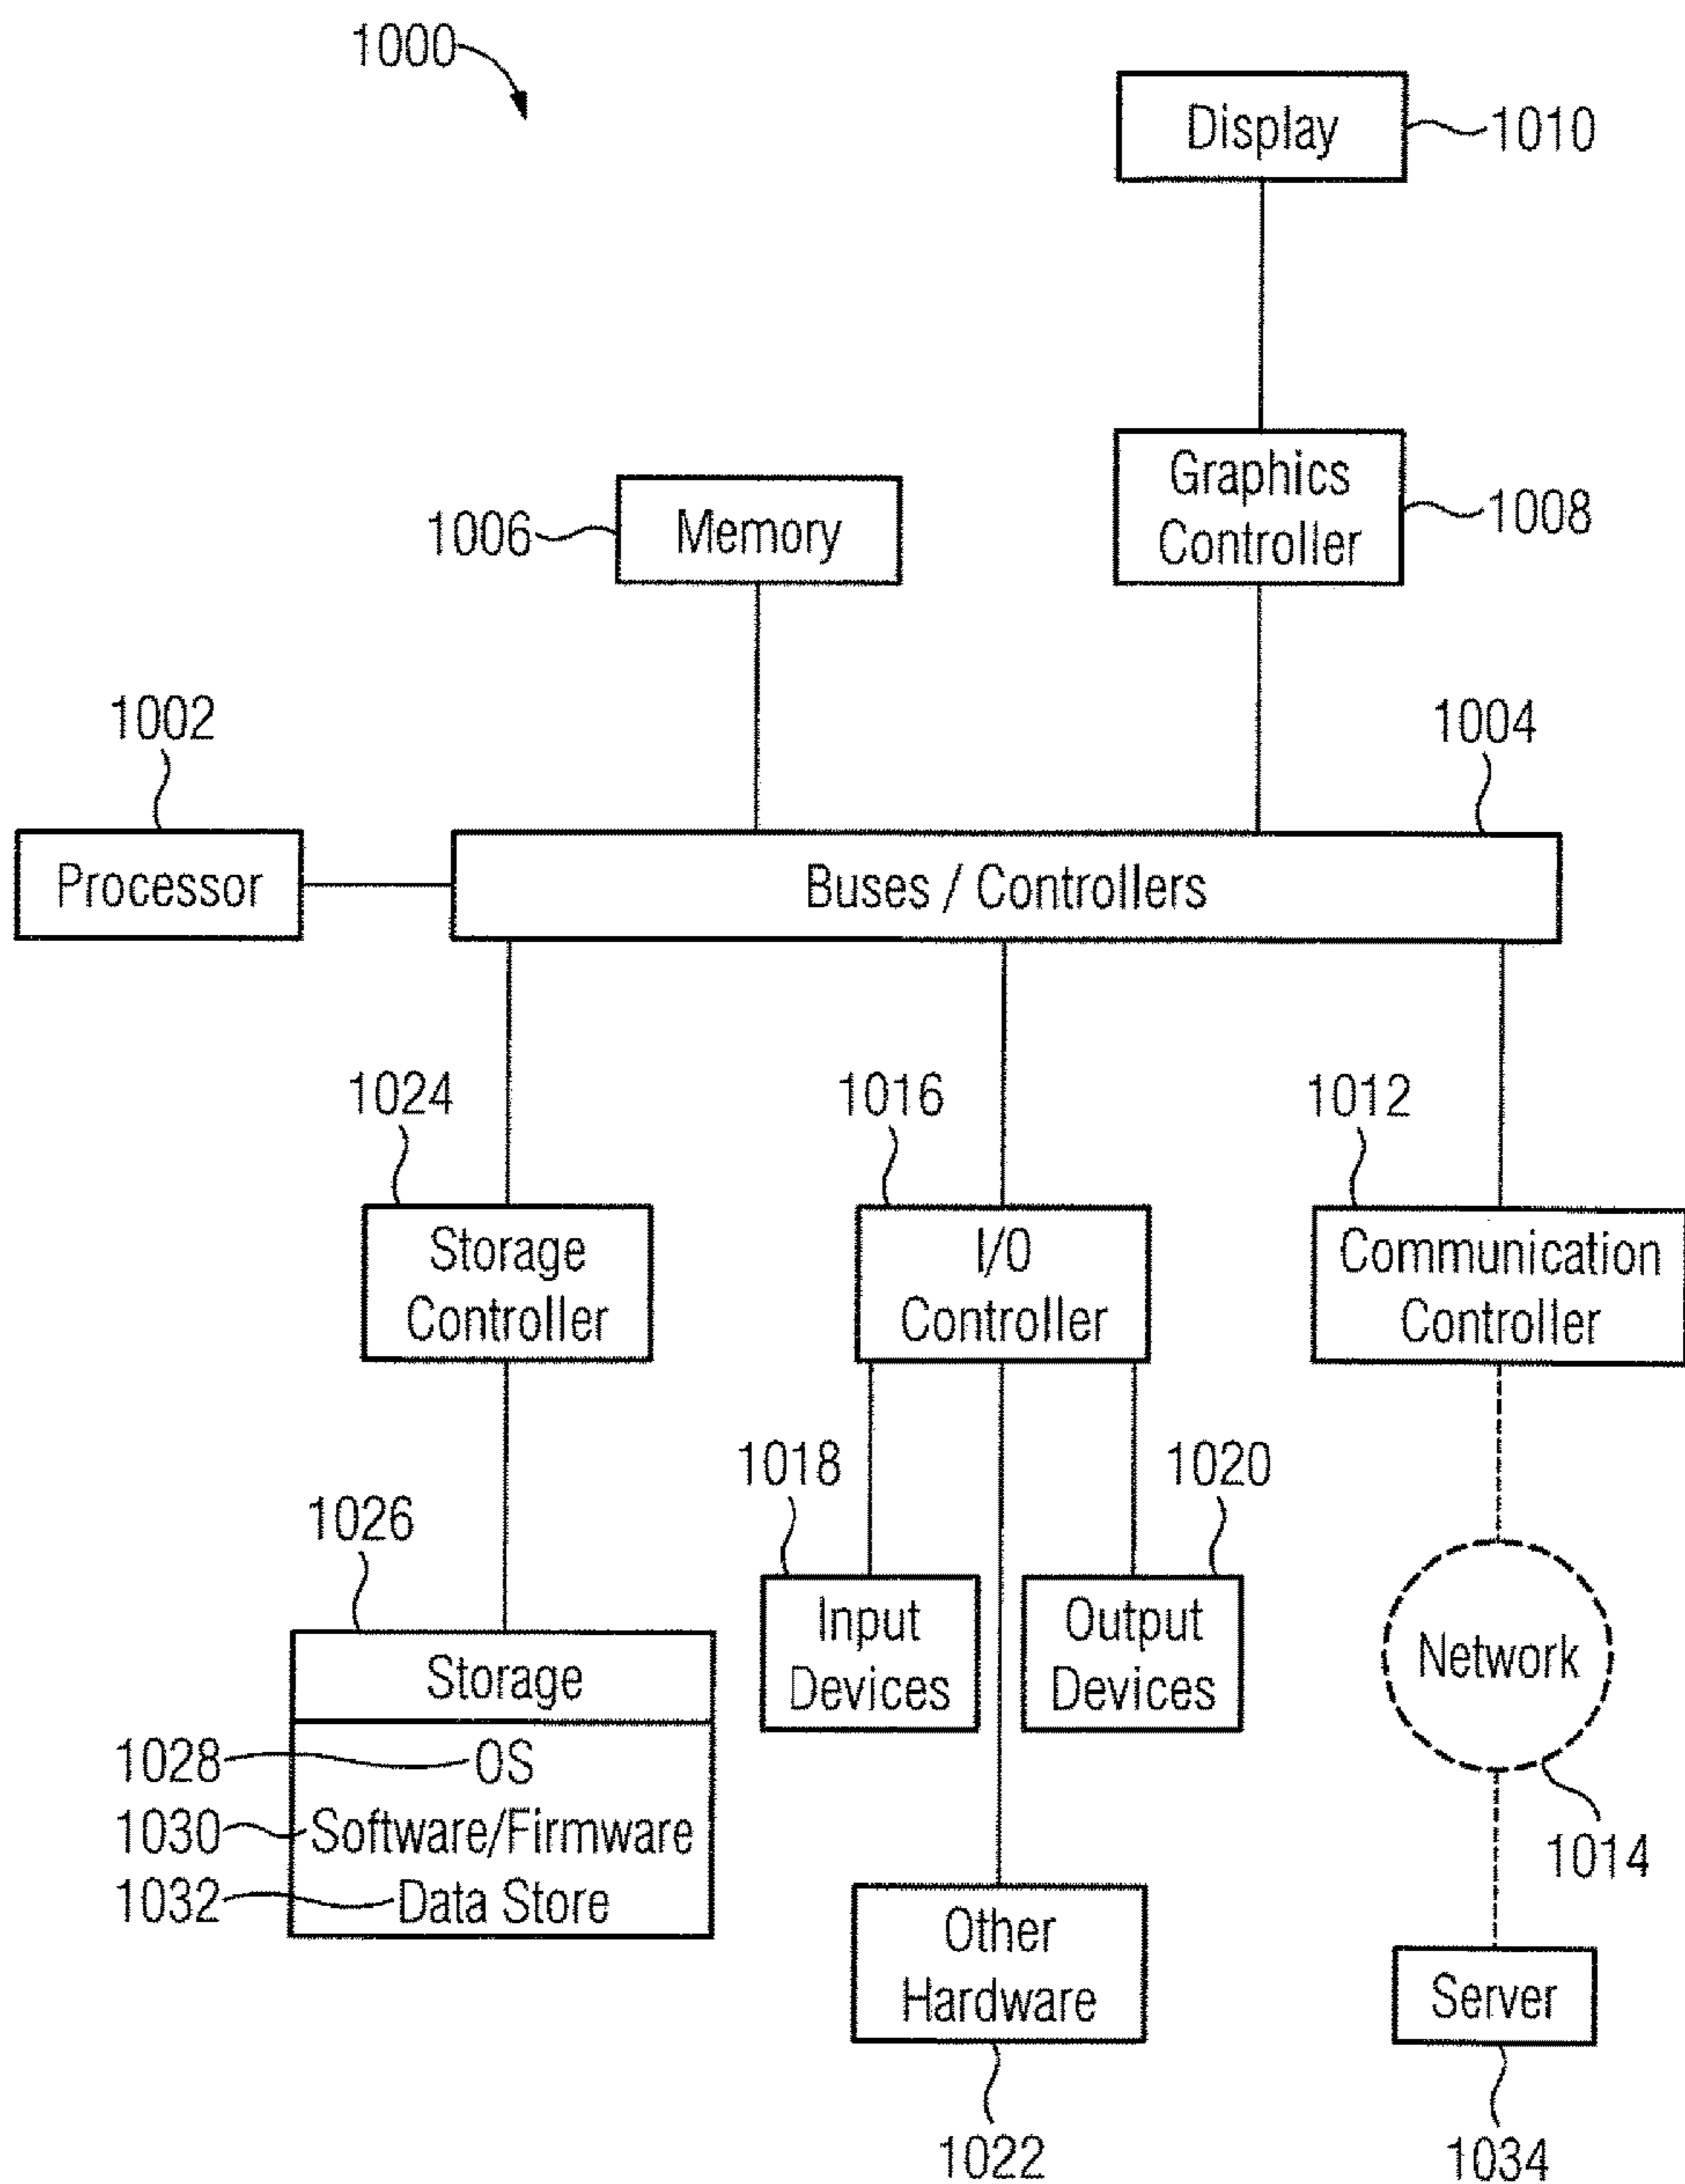 1000
Display
1010
Graphics
Controller
1008
1006
Memory
1002
1004
Processor
Buses / Controllers
1024
1016
1012
Storage
Controller
I/O
Controller
Communication
Controller
1018
1020
1026
Input
Devices
Output
Devices
Network
Storage
1028
OS
1030
Software/Firmware
1032
Data Store
1014
Other
Hardware
Server
1022
1034